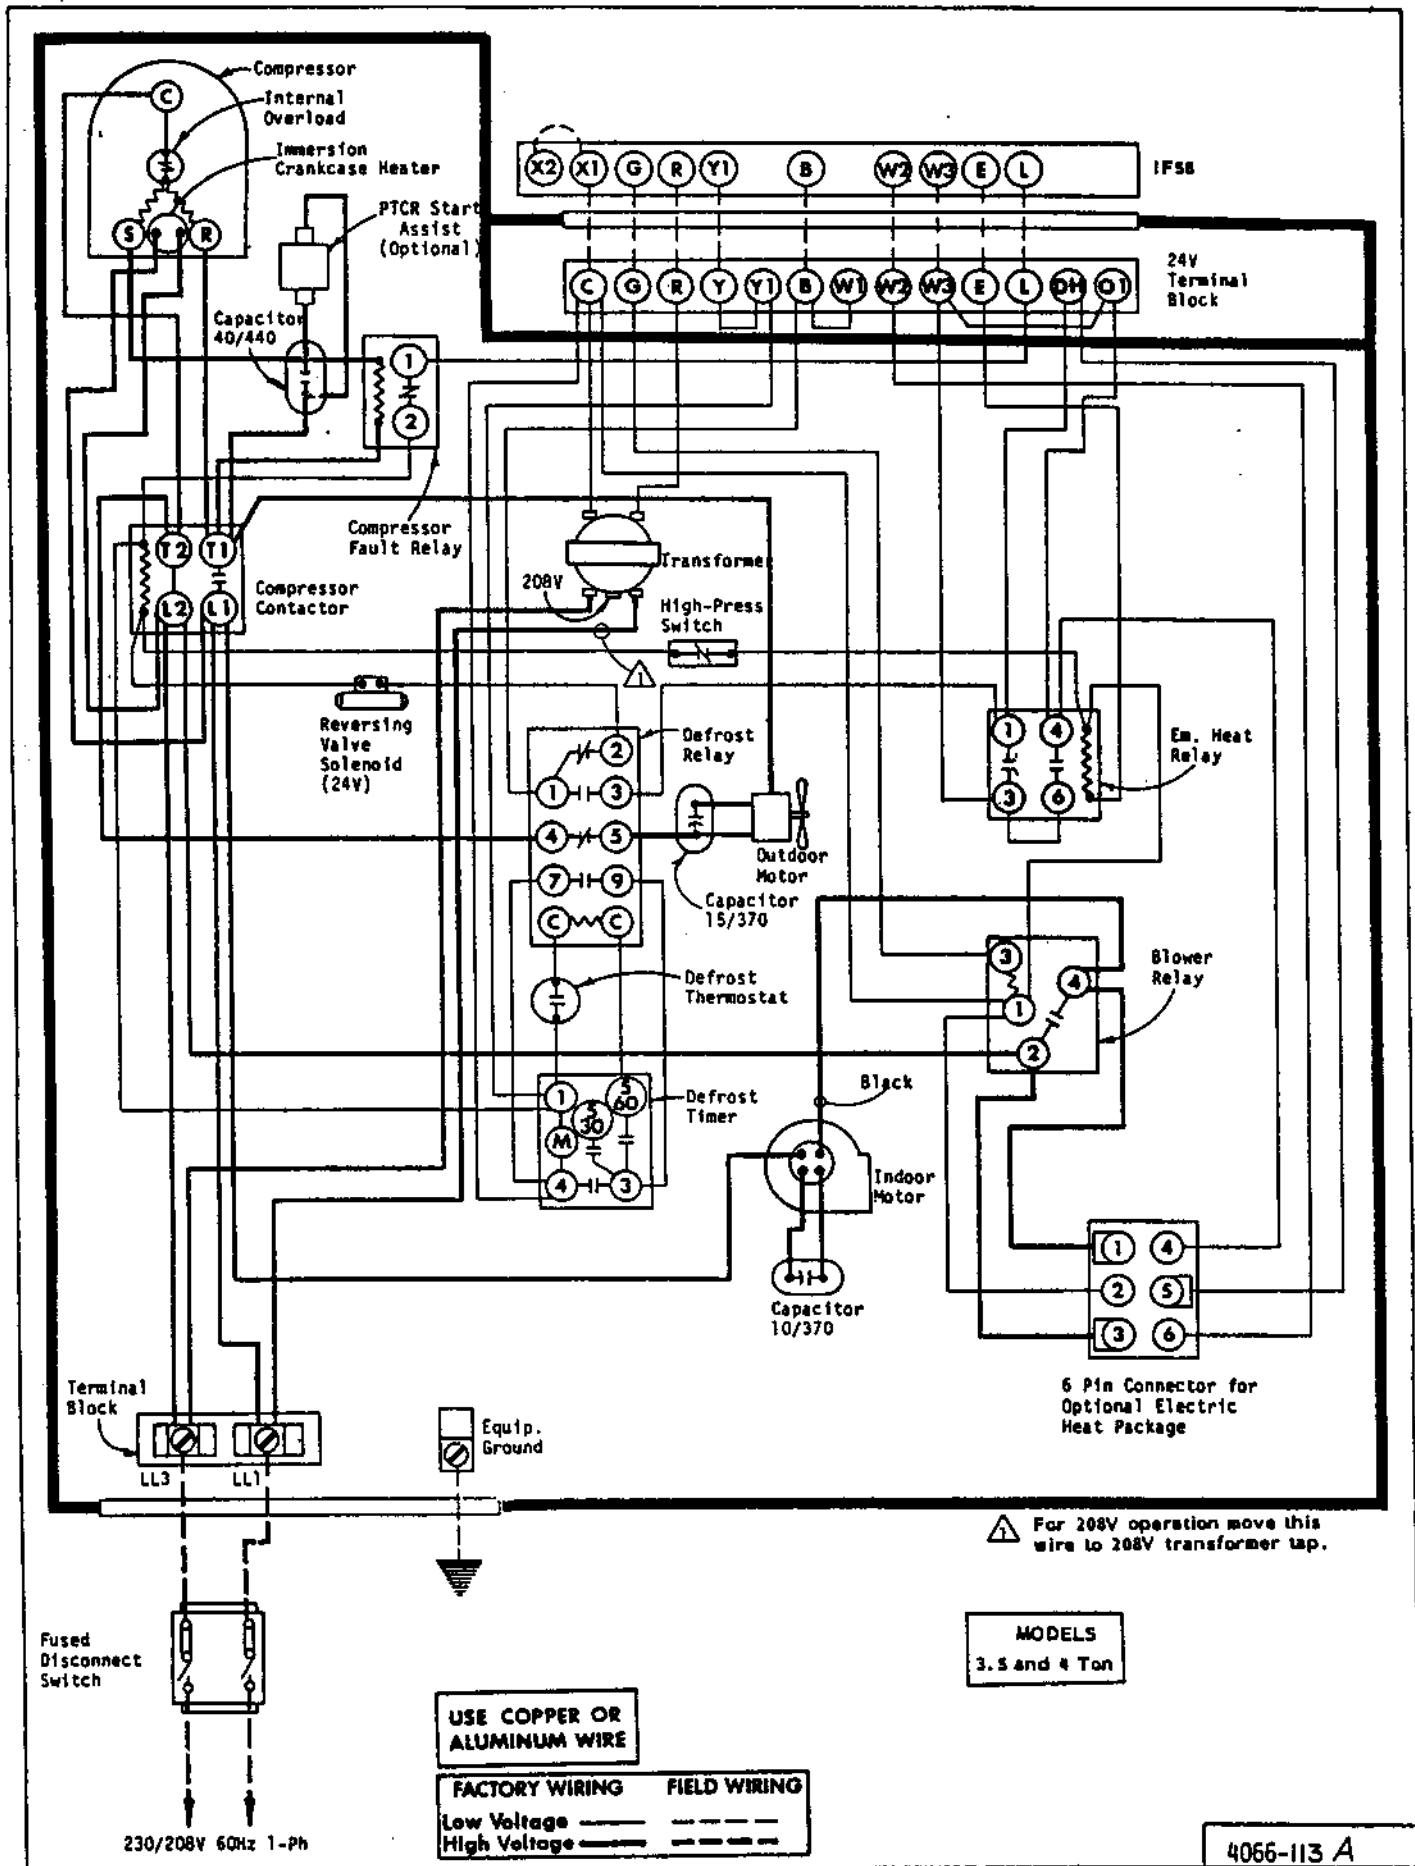 Compressor
C
Internal
Overload
Immersion
Crankcase Heater
S
R
PTCR Start
Assist
(Optional)
Capacitor
40/440
X2 X1 G R Y1 B W2 W3 E L
24V
Terminal
Block
C G R Y Y1 B W1 W2 W3 E L DH O1
1
2
Compressor
Fault Relay
T2 T1
L2 L1
Compressor
Contactor
Transformer
208V
High-Press
Switch
1
Reversing
Valve
Solenoid
(24V)
Defrost
Relay
2
1 3
4 5
7 9
C C
Outdoor
Motor
Capacitor
15/370
1 4
3 6
Em. Heat
Relay
Defrost
Thermostat
3
4
1
2
Blower
Relay
Black
1
5
60
5
30
M
4 3
Defrost
Timer
Indoor
Motor
Capacitor
10/370
1 4
2 5
3 6
6 Pin Connector for
Optional Electric
Heat Package
Terminal
Block
LL3 LL1
Equip.
Ground
1 For 208V operation move this
wire to 208V transformer tap.
Fused
Disconnect
Switch
MODELS
3.5 and 4 Ton
USE COPPER OR
ALUMINUM WIRE
FACTORY WIRING FIELD WIRING
Low Voltage
High Voltage
230/208V 60Hz 1-Ph
4066-113 A